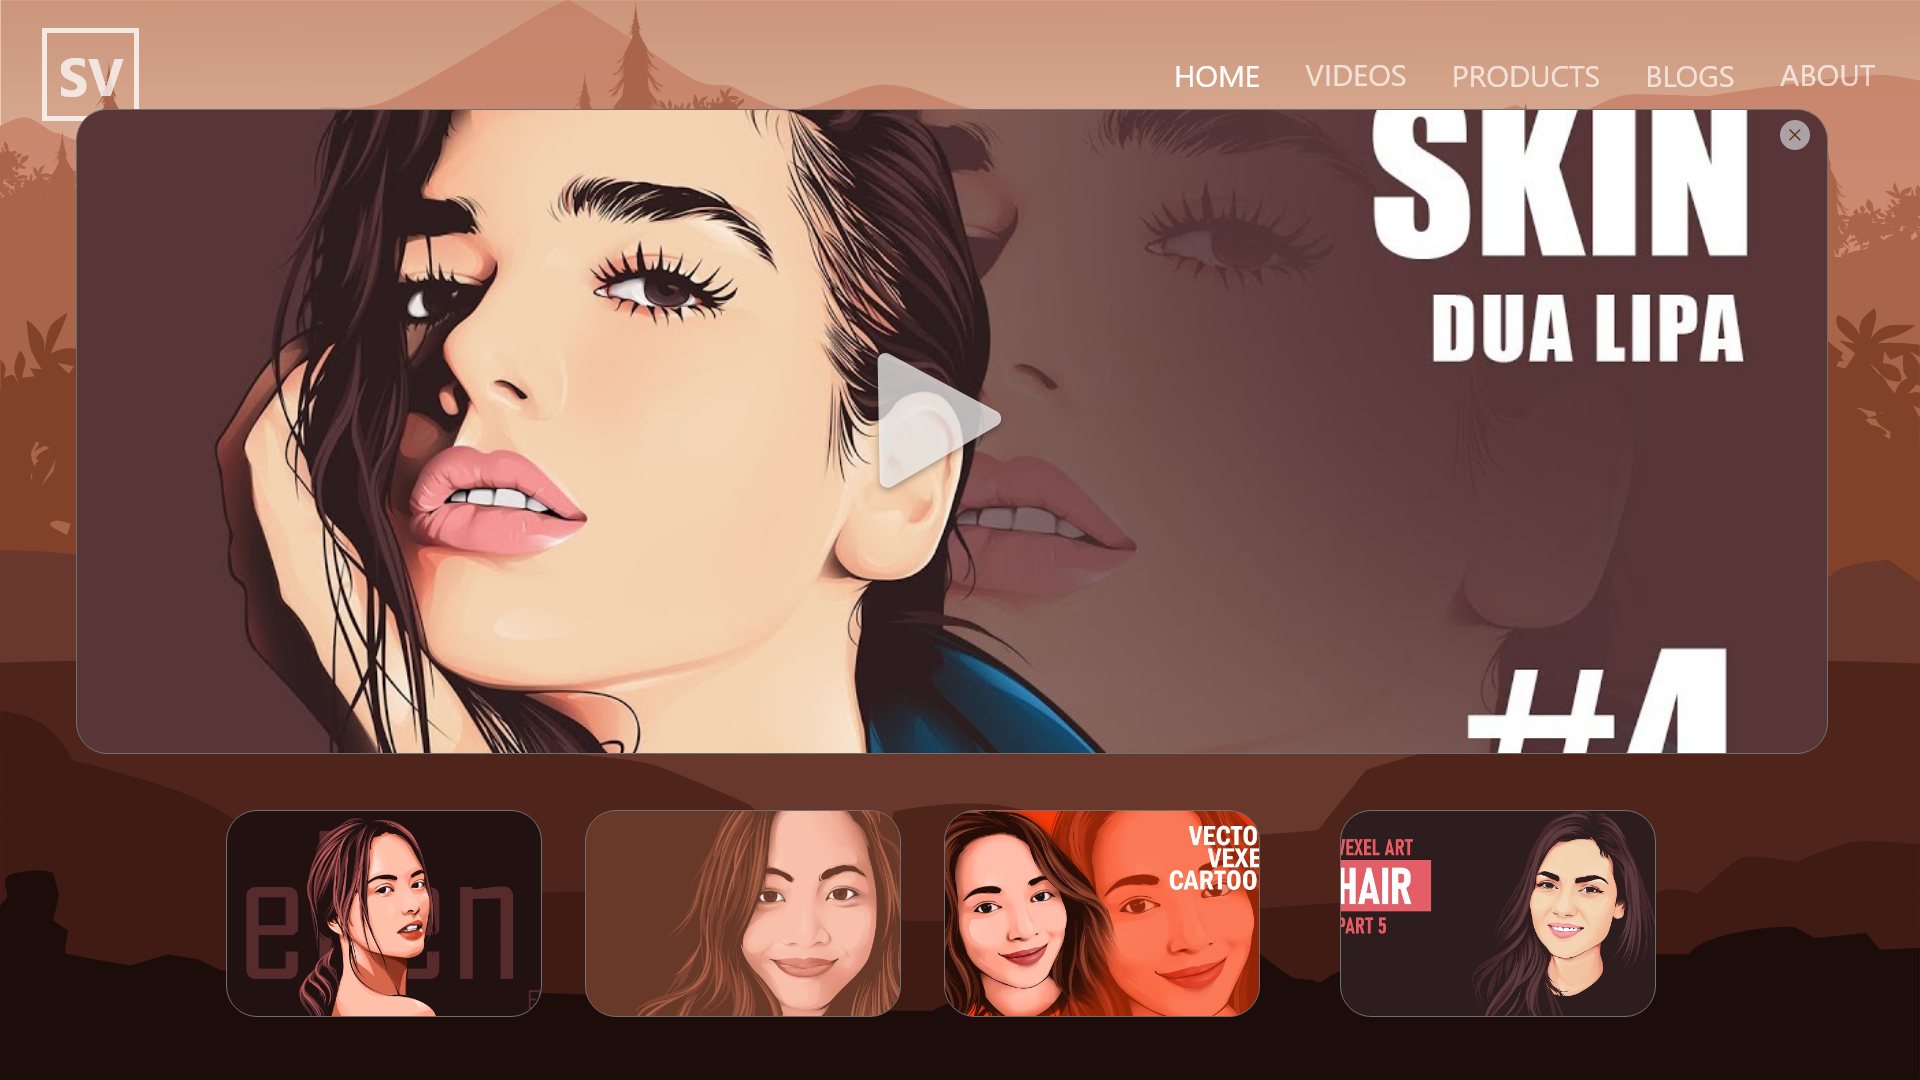 SV
HOME VIDEOS PRODUCTS BLOGS ABOUT
SKIN
DUA LIPA
#4
VECTO
VEXE
CARTOO
VEXEL ART
HAIR
PART 5